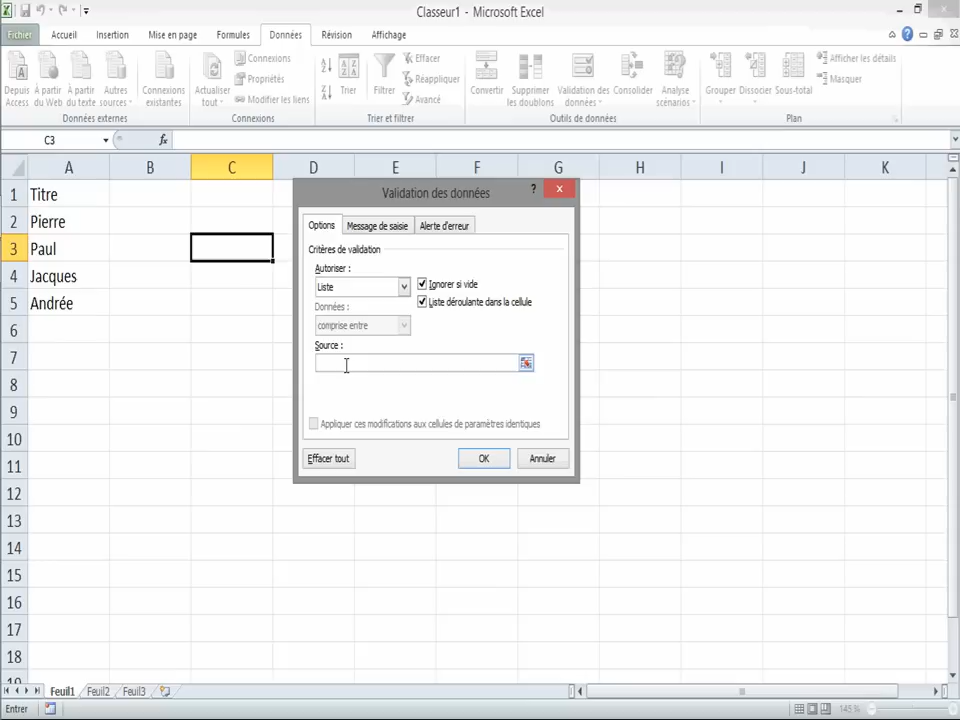 Classeur1 - Microsoft Excel
Fichier Accueil Insertion Mise en page Formules Données Révision Affichage
Depuis Access
À partir du Web
À partir du texte
Autres sources
Connexions existantes
Données externes
Actualiser tout
Connexions
Propriétés
Modifier les liens
Connexions
Trier
Filtrer
Effacer
Réappliquer
Avancé
Trier et filtrer
Convertir
Supprimer les doublons
Validation des données
Consolider
Analyse scénarios
Outils de données
Grouper
Dissocier
Sous-total
Afficher les détails
Masquer
Plan
C3 fx
A B C D E F G H I J K
1 Titre
2 Pierre
3 Paul
4 Jacques
5 Andrée
6
7
8
9
10
11
12
13
14
15
16
17
18
Validation des données ?
Options Message de saisie Alerte d'erreur
Critères de validation
Autoriser :
Liste
Ignorer si vide
Liste déroulante dans la cellule
Données :
comprise entre
Source :
Appliquer ces modifications aux cellules de paramètres identiques
Effacer tout OK Annuler
Feuil1 Feuil2 Feuil3
Entrer 145 %